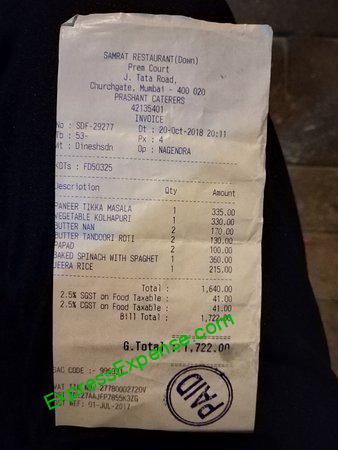 SAMRAT RESTAURANT(Down)
Prem Court
J. Tata Road,
Churchgate, Mumbai - 400 020
PRASHANT CATERERS
42135401
INVOICE
No : SDF-29277 Dt : 20-Oct-2018 20:11
Tb : 53- Px : 4
Wt : Dineshsdn Op : NAGENDRA
KOTs : FD50325
Description Qty Amount
PANEER TIKKA MASALA 1 335.00
VEGETABLE KOLHAPURI 1 330.00
BUTTER NAN 2 170.00
BUTTER TANDOORI ROTI 2 130.00
PAPAD 2 100.00
BAKED SPINACH WITH SPAGHET 1 360.00
JEERA RICE 1 215.00
Total : 1,640.00
2.5% SGST on Food Taxable : 41.00
2.5% CGST on Food Taxable : 41.00
Bill Total : 1,722.00
G.Total: 1,722.00
SAC CODE :-
VAT TIN NO. 27780002720V
27AAJFP7855K3ZG
GST WEF: 01-JUL-2017
PAID
ExpressExpense.com